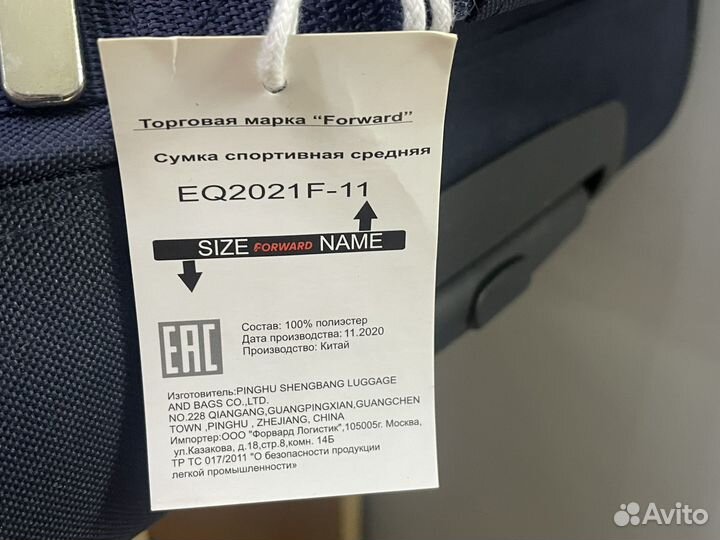 Торговая марка “Forward”
Сумка спортивная средняя
EQ2021F-11
SIZE FORWARD NAME
EAC
Состав: 100% полиэстер
Дата производства:11.2020
Производство: Китай
Изготовитель:PINGHU SHENGBANG LUGGAGE
AND BAGS CO.,LTD.
NO.228 QIANGANG,GUANGPINGXIAN,GUANGCHEN
TOWN ,PINGHU , ZHEJIANG, CHINA
Импортер:ООО "Форвард Логистик",105005г. Москва,
ул.Казакова, д.18,стр.8,комн. 14Б
ТР ТС 017/2011 "О безопасности продукции
легкой промышленности»
Avito